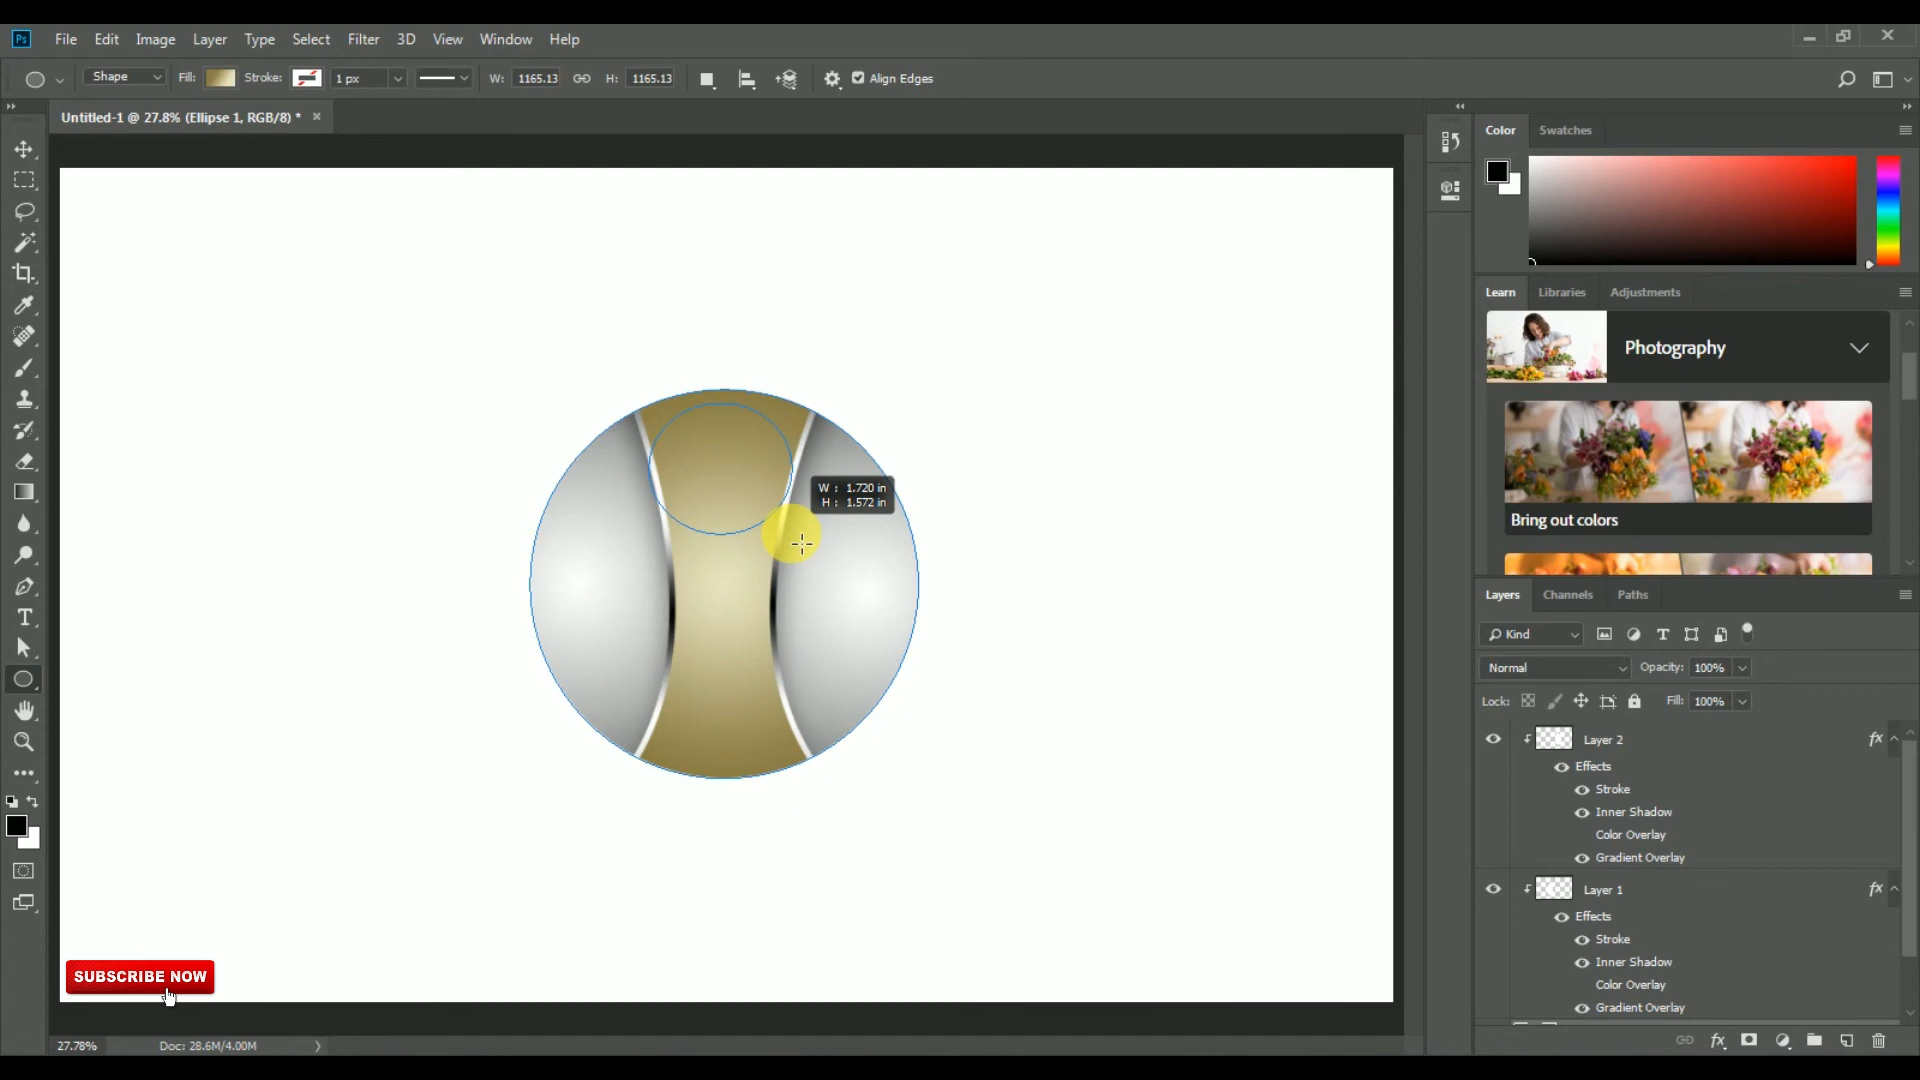 Ps File Edit Image Layer Type Select Filter 3D View Window Help
Shape Fill: Stroke: 1 px W: 1165.13 H: 1165.13 Align Edges
Untitled-1 @ 27.8% (Ellipse 1, RGB/8) *
Color Swatches
Learn Libraries Adjustments
Photography
W : 1.720 in
H : 1.572 in
Bring out colors
Layers Channels Paths
Kind
Normal Opacity: 100%
Lock: Fill: 100%
Layer 2 fx
Effects
Stroke
Inner Shadow
Color Overlay
Gradient Overlay
Layer 1 fx
Effects
Stroke
Inner Shadow
Color Overlay
Gradient Overlay
SUBSCRIBE NOW
27.78% Doc: 28.6M/4.00M
fx